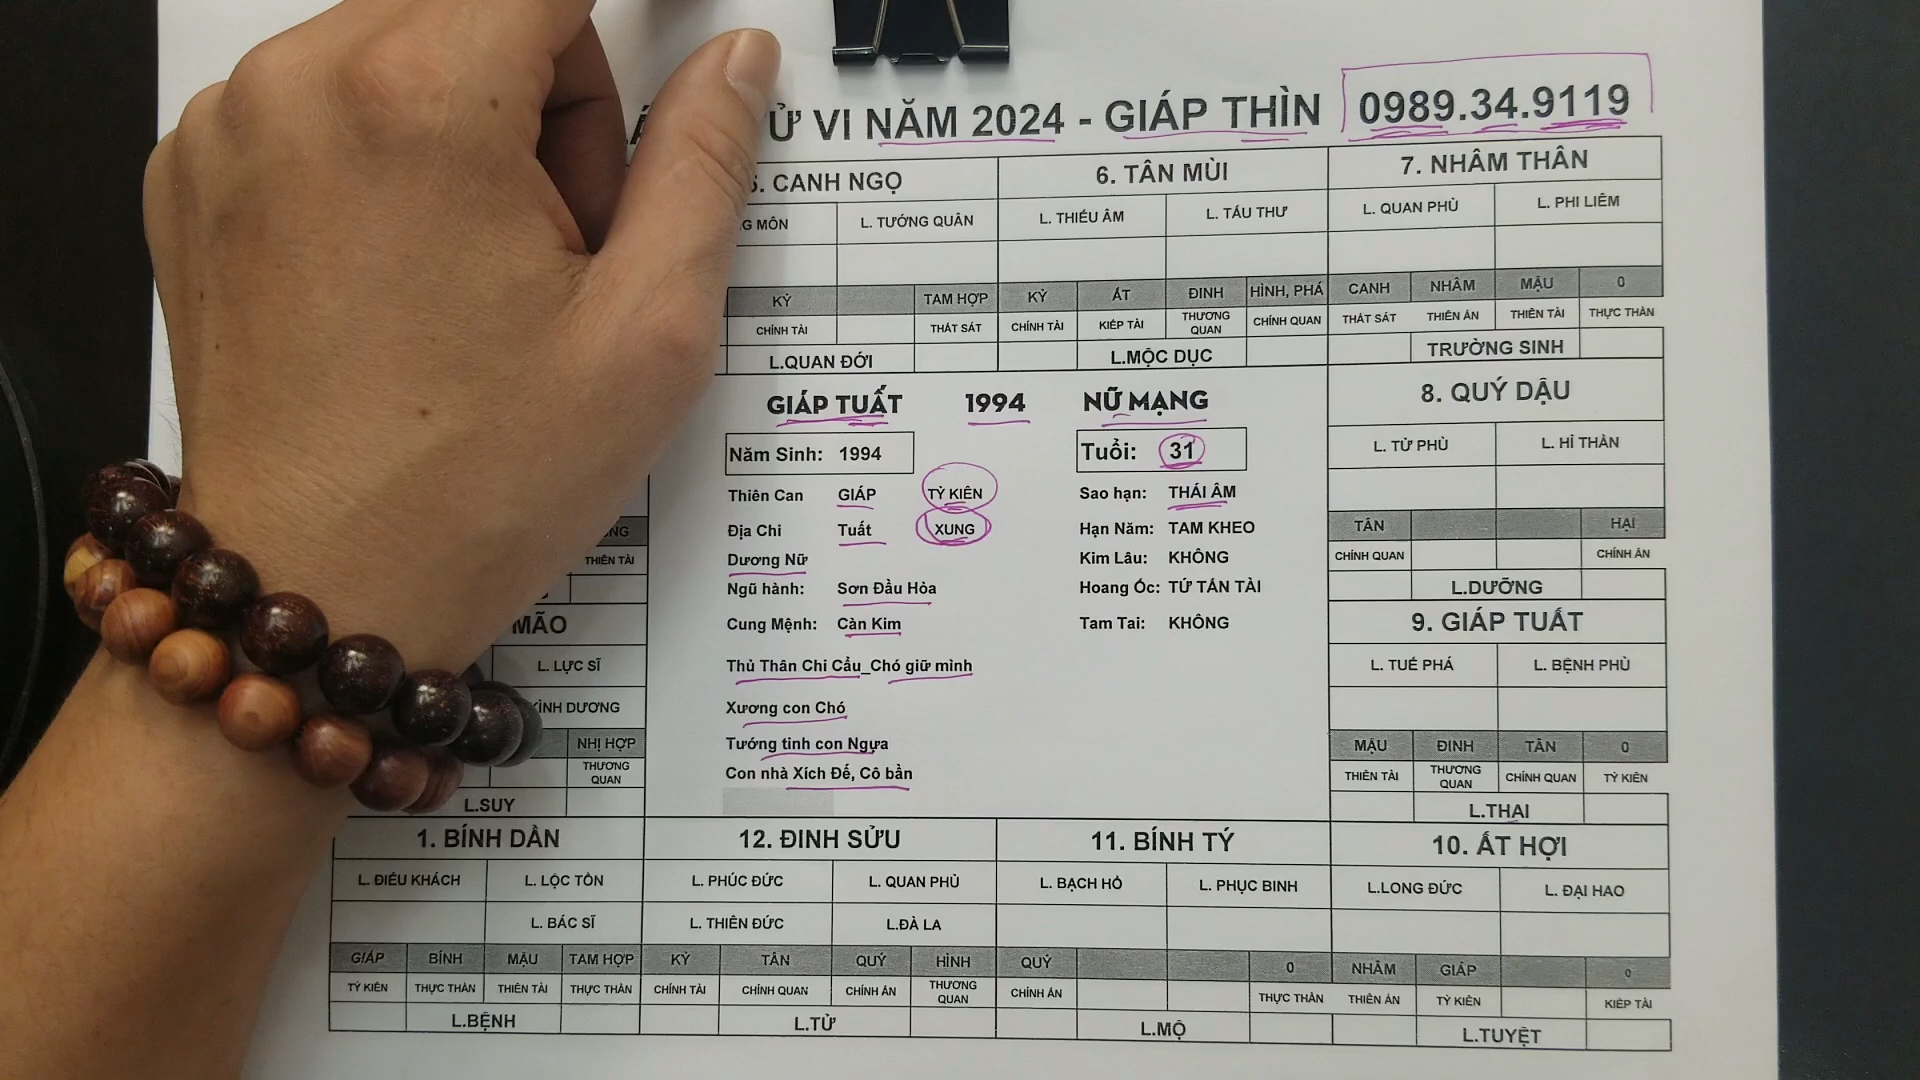 TỬ VI NĂM 2024 - GIÁP THÌN 0989.34.9119
5. CANH NGỌ 6. TÂN MÙI 7. NHÂM THÂN
MÔN L. TƯỚNG QUÂN L. THIẾU ÂM L. TẤU THƯ L. QUAN PHÙ L. PHI LIÊM
KỶ TAM HỢP KỶ ẤT ĐINH HÌNH, PHÁ CANH NHÂM MẬU 0
CHÍNH TÀI THẤT SÁT CHÍNH TÀI KIẾP TÀI THƯƠNG QUAN CHÍNH QUAN THẤT SÁT THIÊN ẤN THIÊN TÀI THỰC THẦN
L.QUAN ĐỚI L.MỘC DỤC TRƯỜNG SINH
GIÁP TUẤT 1994 NỮ MẠNG
8. QUÝ DẬU
Năm Sinh: 1994 Tuổi: 31
L. TỬ PHÙ L. HỈ THẦN
Thiên Can GIÁP TỶ KIÊN Sao hạn: THÁI ÂM
Địa Chi Tuất XUNG Hạn Năm: TAM KHEO
TÂN HẠI
Dương Nữ Kim Lâu: KHÔNG
THIÊN TÀI CHÍNH QUAN CHÍNH ẤN
Ngũ hành: Sơn Đầu Hỏa Hoang Ốc: TỨ TẤN TÀI
L.DƯỠNG
Cung Mệnh: Càn Kim Tam Tai: KHÔNG
MÃO 9. GIÁP TUẤT
L. LỰC SĨ L. TUẾ PHÁ L. BỆNH PHÙ
Thủ Thân Chi Cẩu_Chó giữ mình
KÌNH DƯƠNG
Xương con Chó
Tướng tinh con Ngựa
NHỊ HỢP MẬU ĐINH TÂN 0
Con nhà Xích Đế, Cô bần
THƯƠNG QUAN THIÊN TÀI THƯƠNG QUAN CHÍNH QUAN TỶ KIÊN
L.SUY L.THAI
1. BÍNH DẦN 12. ĐINH SỬU 11. BÍNH TÝ 10. ẤT HỢI
L. ĐIẾU KHÁCH L. LỘC TỒN L. PHÚC ĐỨC L. QUAN PHÙ L. BẠCH HỔ L. PHỤC BINH L.LONG ĐỨC L. ĐẠI HAO
L. BÁC SĨ L. THIÊN ĐỨC L.ĐÀ LA
GIÁP BÍNH MẬU TAM HỢP KỶ TÂN QUÝ HÌNH QUÝ 0 NHÂM GIÁP 0
TỶ KIÊN THỰC THẦN THIÊN TÀI THỰC THẦN CHÍNH TÀI CHÍNH QUAN CHÍNH ẤN THƯƠNG QUAN CHÍNH ẤN THỰC THẦN THIÊN ẤN TỶ KIÊN KIẾP TÀI
L.BỆNH L.TỬ L.MỘ L.TUYỆT